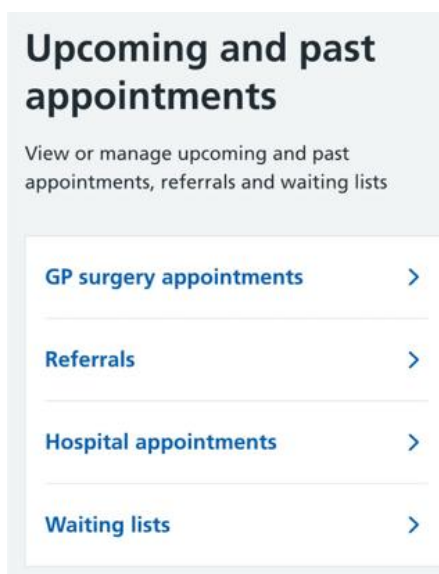 Upcoming and past
appointments
View or manage upcoming and past
appointments, referrals and waiting lists
GP surgery appointments
Referrals
Hospital appointments
Waiting lists